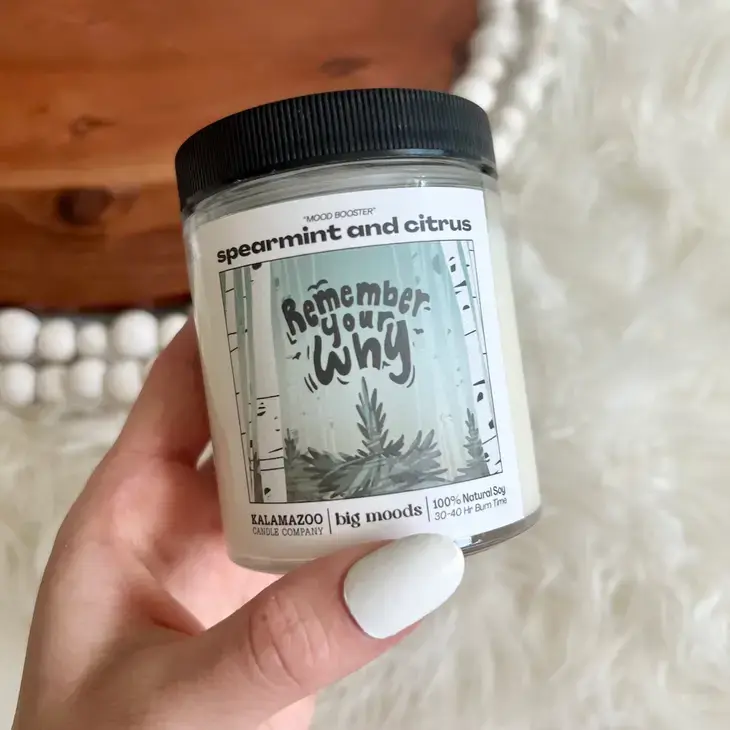 "MOOD BOOSTER"
spearmint and citrus
Remember
your
Why
KALAMAZOO
CANDLE COMPANY
big moods
100% Natural Soy
30-40 Hr Burn Time